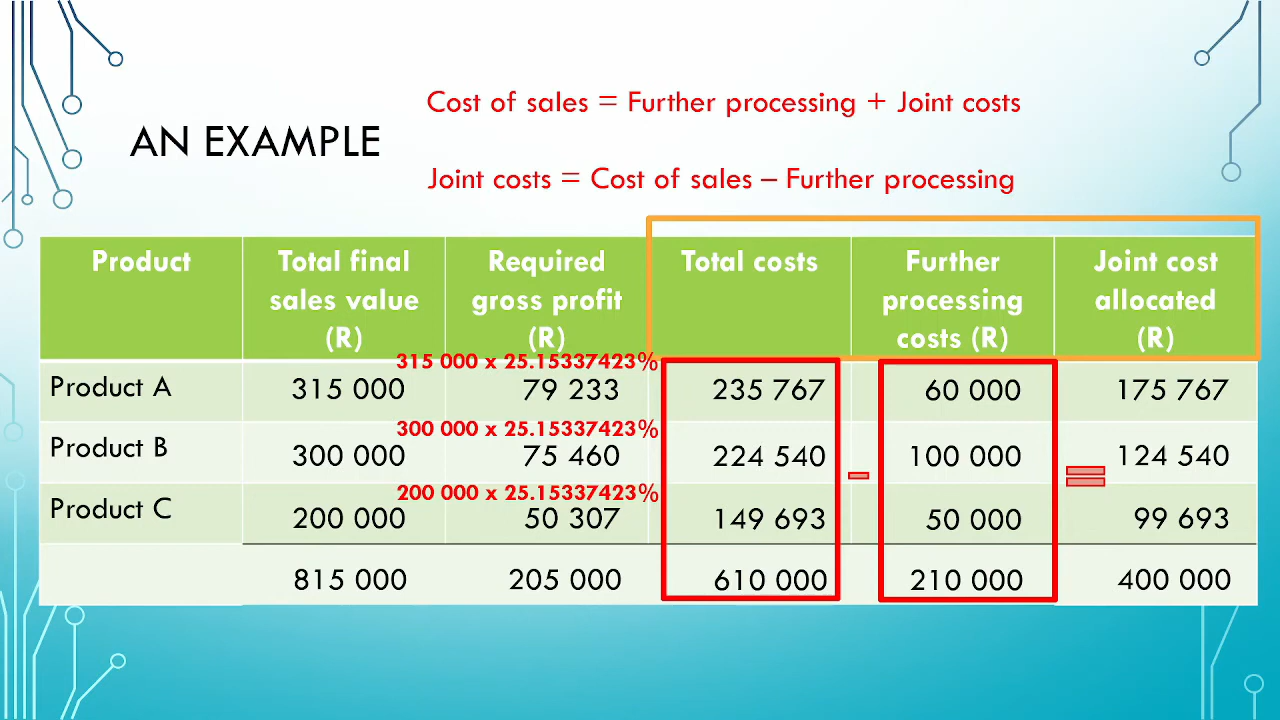 Cost of sales = Further processing + Joint costs
AN EXAMPLE
Joint costs = Cost of sales – Further processing
Product Total final sales value (R) Required gross profit (R) Total costs Further processing costs (R) Joint cost allocated (R)
315 000 x 25.15337423%
Product A 315 000 79 233 235 767 60 000 175 767
300 000 x 25.15337423%
Product B 300 000 75 460 224 540 100 000 124 540
- =
200 000 x 25.15337423%
Product C 200 000 50 307 149 693 50 000 99 693
815 000 205 000 610 000 210 000 400 000